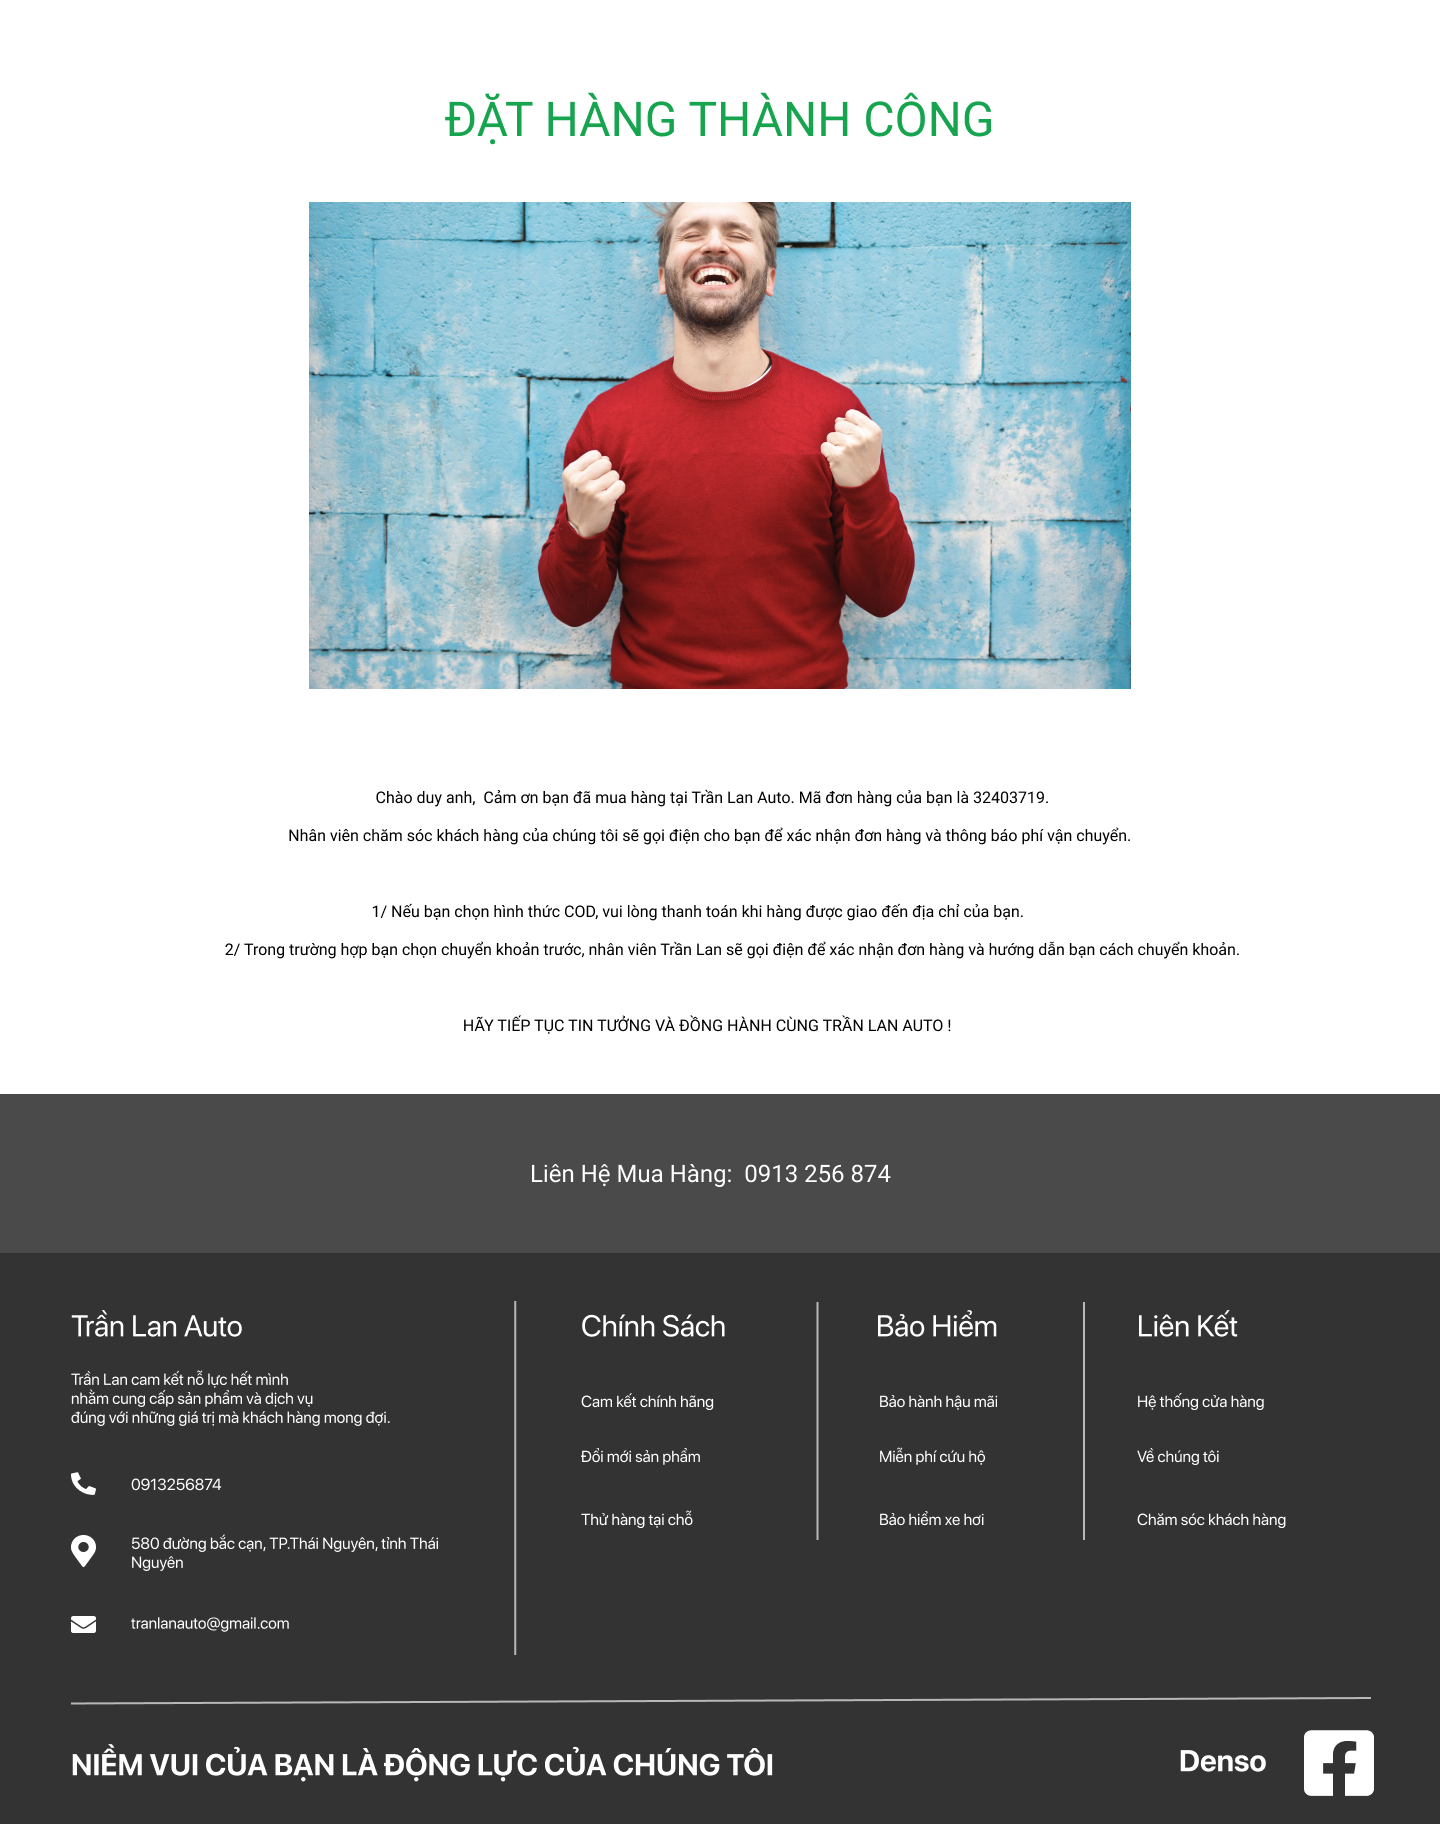 ĐẶT HÀNG THÀNH CÔNG
Chào duy anh,  Cảm ơn bạn đã mua hàng tại Trần Lan Auto. Mã đơn hàng của bạn là 32403719.
Nhân viên chăm sóc khách hàng của chúng tôi sẽ gọi điện cho bạn để xác nhận đơn hàng và thông báo phí vận chuyển.
1/ Nếu bạn chọn hình thức COD, vui lòng thanh toán khi hàng được giao đến địa chỉ của bạn.
2/ Trong trường hợp bạn chọn chuyển khoản trước, nhân viên Trần Lan sẽ gọi điện để xác nhận đơn hàng và hướng dẫn bạn cách chuyển khoản.
HÃY TIẾP TỤC TIN TƯỞNG VÀ ĐỒNG HÀNH CÙNG TRẦN LAN AUTO !
Liên Hệ Mua Hàng:  0913 256 874
Trần Lan Auto
Trần Lan cam kết nỗ lực hết mình
nhằm cung cấp sản phẩm và dịch vụ
đúng với những giá trị mà khách hàng mong đợi.
0913256874
580 đường bắc cạn, TP.Thái Nguyên, tỉnh Thái
Nguyên
tranlanauto@gmail.com
Chính Sách
Cam kết chính hãng
Đổi mới sản phẩm
Thử hàng tại chỗ
Bảo Hiểm
Bảo hành hậu mãi
Miễn phí cứu hộ
Bảo hiểm xe hơi
Liên Kết
Hệ thống cửa hàng
Về chúng tôi
Chăm sóc khách hàng
NIỀM VUI CỦA BẠN LÀ ĐỘNG LỰC CỦA CHÚNG TÔI
Denso